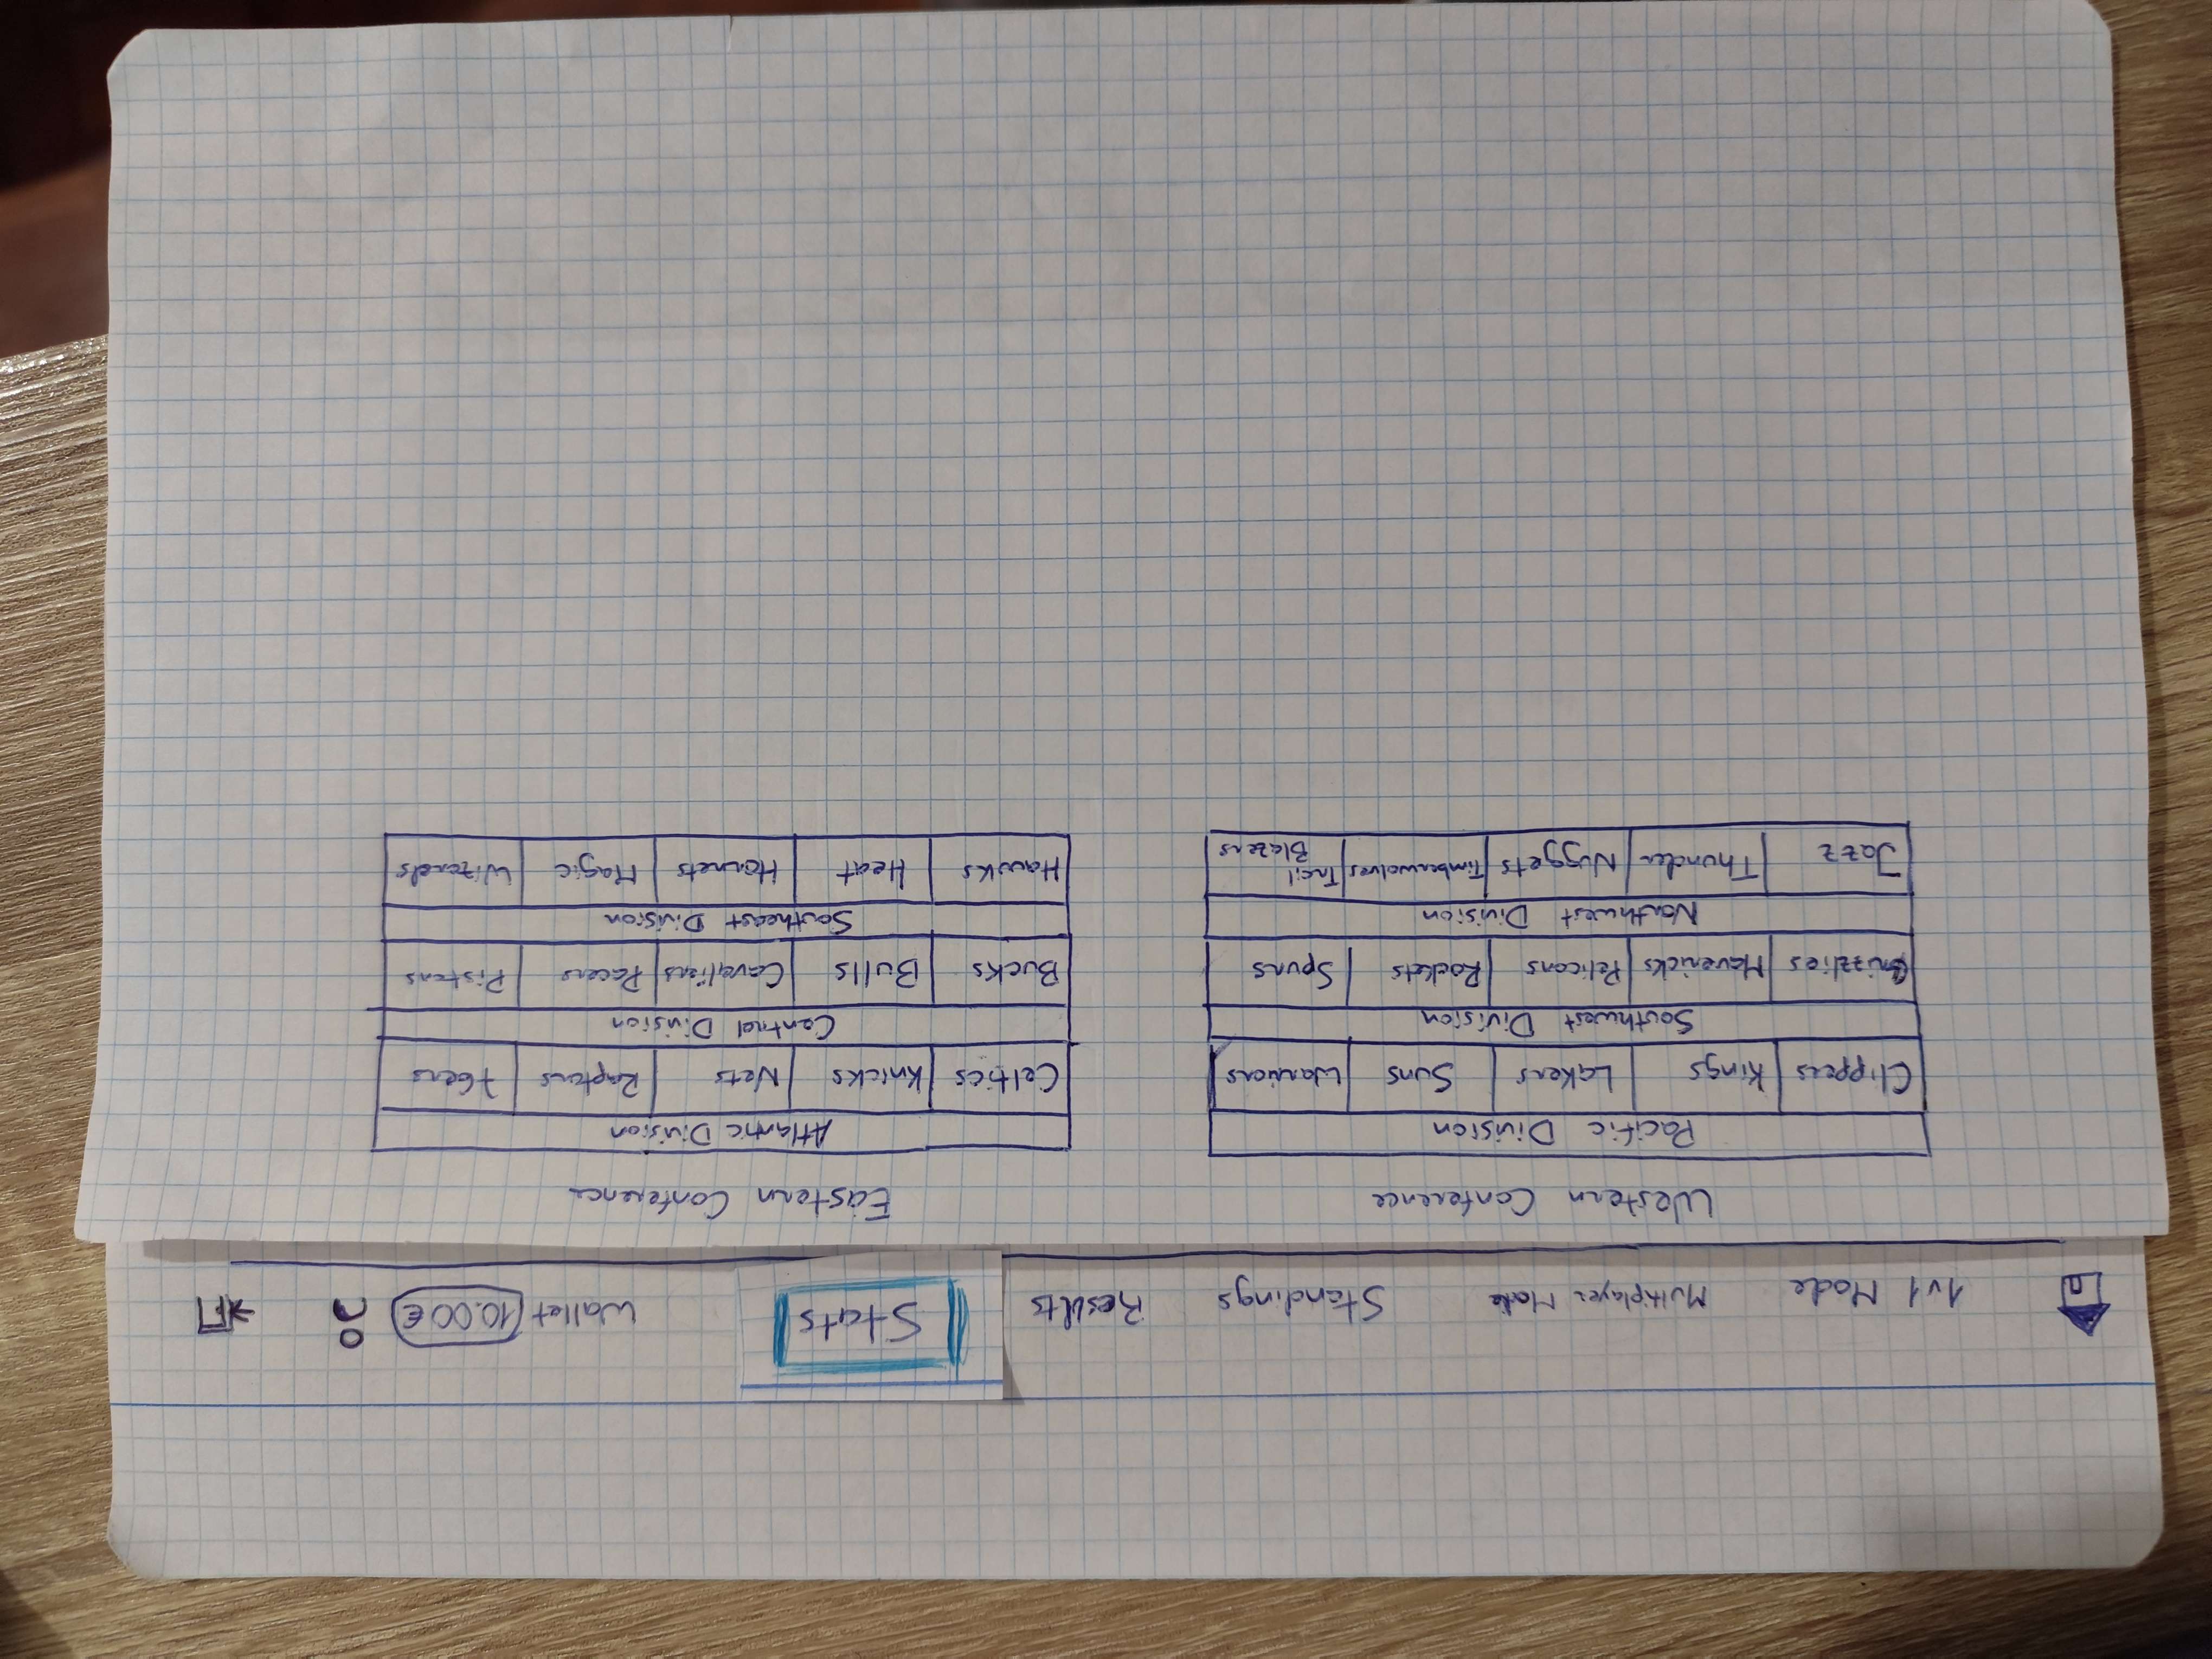 1v1 Mode Multiplayer Mode Standings Results Stats Wallet 10.00€
Western Conference
Pacific Division
Clippers Kings Lakers Suns Warriors
Southwest Division
Grizzlies Mavericks Pelicans Rockets Spurs
Northwest Division
Jazz Thunder Nuggets Timberwolves Trail Blazers
Eastern Conference
Atlantic Division
Celtics Knicks Nets Raptors 76ers
Central Division
Bucks Bulls Cavaliers Pacers Pistons
Southeast Division
Hawks Heat Hornets Magic Wizards